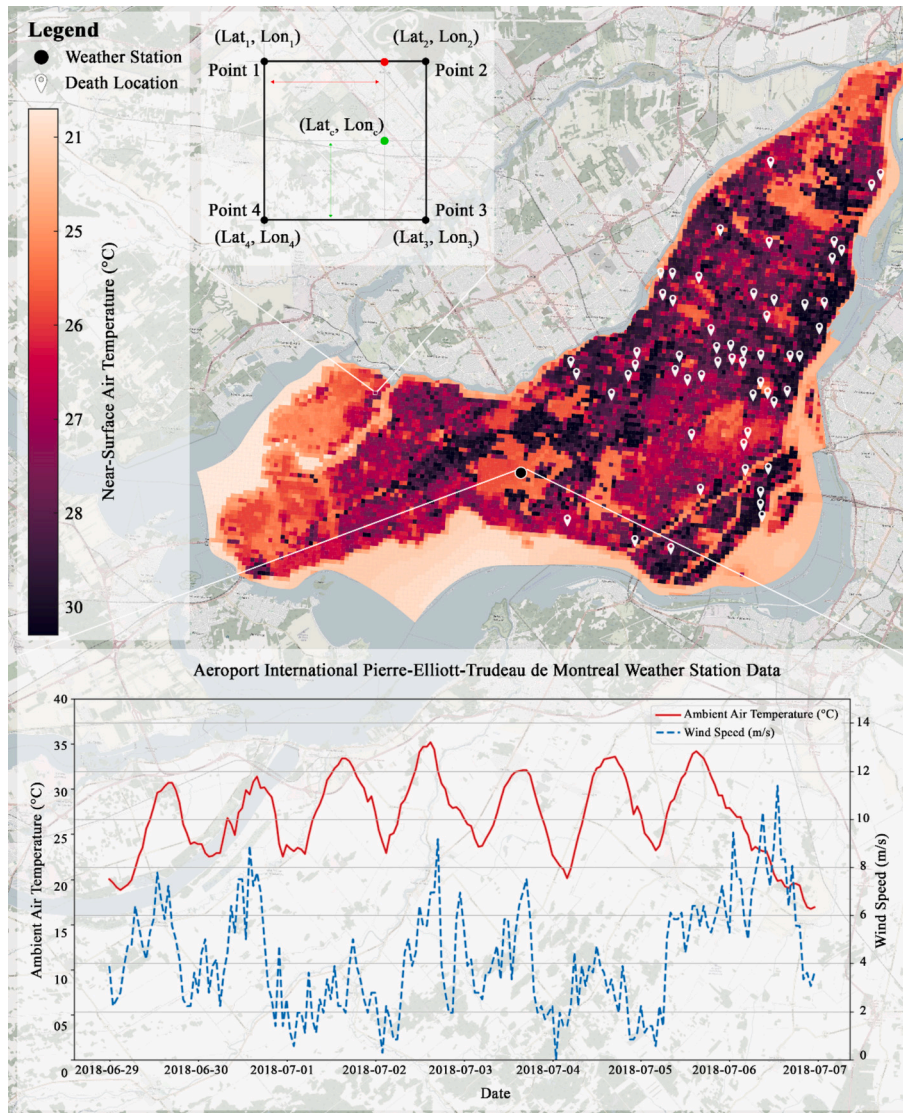 Legend
Weather Station
Death Location
(Lat1, Lon1)
(Lat2, Lon2)
Point 1
Point 2
(Latc, Lonc)
Point 4
Point 3
(Lat4, Lon4)
(Lat3, Lon3)
21
25
26
27
28
30
Near-Surface Air Temperature (°C)
Aeroport International Pierre-Elliott-Trudeau de Montreal Weather Station Data
Ambient Air Temperature (°C)
Wind Speed (m/s)
40
35
30
25
20
15
10
05
0
Ambient Air Temperature (°C)
14
12
10
8
6
4
2
0
Wind Speed (m/s)
2018-06-29
2018-06-30
2018-07-01
2018-07-02
2018-07-03
2018-07-04
2018-07-05
2018-07-06
2018-07-07
Date